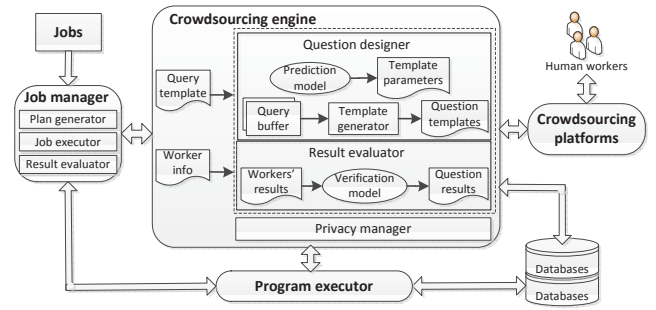 Jobs
Job manager
Plan generator
Job executor
Result evaluator
Crowdsourcing engine
Query
template
Worker
info
Question designer
Prediction
model
Template
parameters
Query
buffer
Template
generator
Question
templates
Result evaluator
Workers'
results
Verification
model
Question
results
Privacy manager
Human workers
Crowdsourcing
platforms
Program executor
Databases
Databases